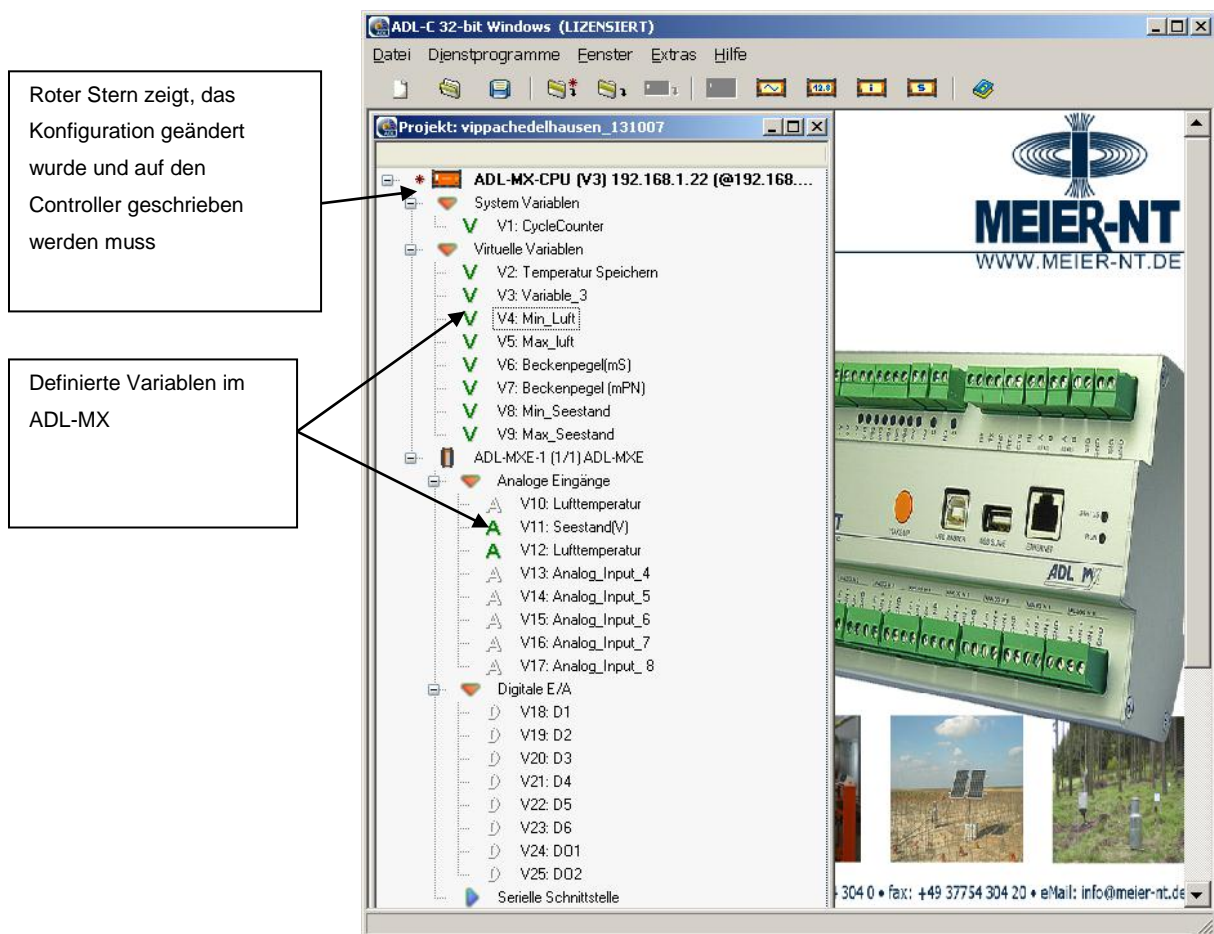 Roter Stern zeigt, das
Konfiguration geändert
wurde und auf den
Controller geschrieben
werden muss
Definierte Variablen im
ADL-MX
ADL-C 32-bit Windows (LIZENSIERT)
Datei Dienstprogramme Fenster Extras Hilfe
12.8
i
S
Projekt: vippachedelhausen_131007
ADL-MX-CPU (V3) 192.168.1.22 (@192.168....
System Variablen
V V1: CycleCounter
Virtuelle Variablen
V V2: Temperatur Speichern
V V3: Variable_3
V V4: Min_Luft
V V5: Max_luft
V V6: Beckenpegel(mS)
V V7: Beckenpegel (mPN)
V V8: Min_Seestand
V V9: Max_Seestand
ADL-MXE-1 (1/1) ADL-MXE
Analoge Eingänge
A V10: Lufttemperatur
A V11: Seestand(V)
A V12: Lufttemperatur
A V13: Analog_Input_4
A V14: Analog_Input_5
A V15: Analog_Input_6
A V16: Analog_Input_7
A V17: Analog_Input_ 8
Digitale E/A
D V18: D1
D V19: D2
D V20: D3
D V21: D4
D V22: D5
D V23: D6
D V24: DO1
D V25: DO2
Serielle Schnittstelle
MEIER-NT
WWW.MEIER-NT.DE
ETHERNET
ADL MX
304 0 • fax: +49 37754 304 20 • eMail: info@meier-nt.de